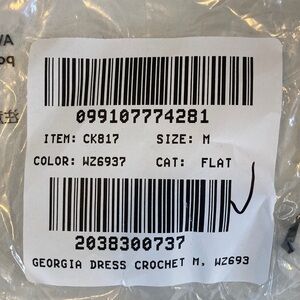 099107774281
ITEM: CK817 SIZE: M
COLOR: WZ6937 CAT: FLAT
2038300737
GEORGIA DRESS CROCHET M, WZ693